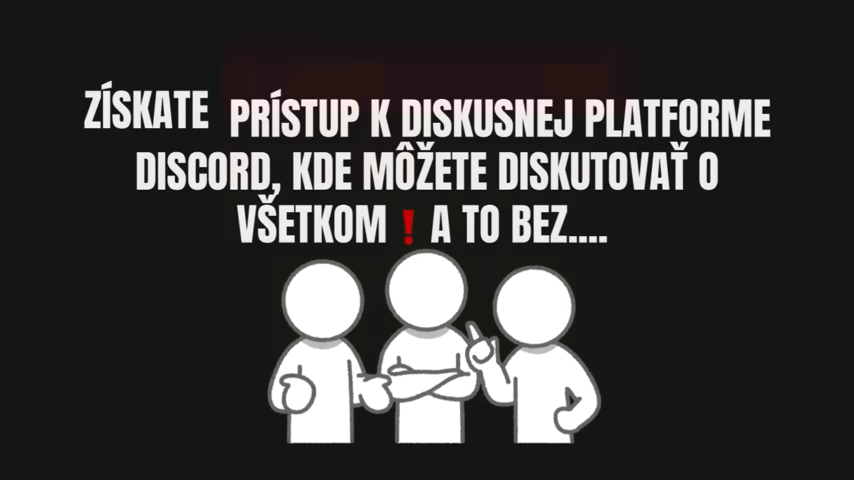 ZÍSKATE PRÍSTUP K DISKUSNEJ PLATFORME
DISCORD, KDE MÔŽETE DISKUTOVAŤ O
VŠETKOM❗A TO BEZ....